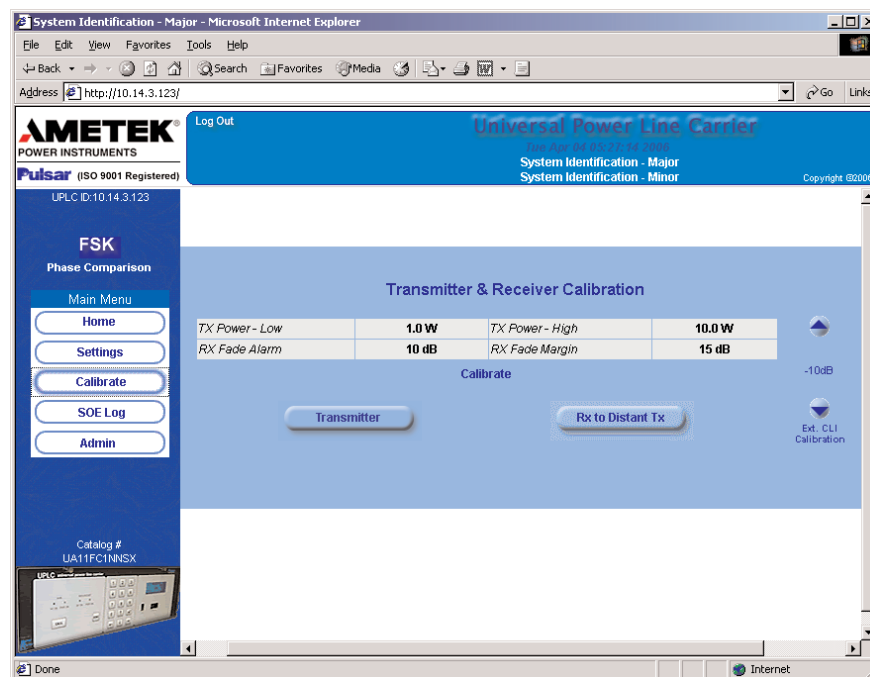 System Identification - Major - Microsoft Internet Explorer
File Edit View Favorites Tools Help
Back Search Favorites Media
Address http://10.14.3.123/ Go Links
AMETEK®
POWER INSTRUMENTS
Pulsar (ISO 9001 Registered)
Log Out
Universal Power Line Carrier
Tue Apr 04 05:27:14 2006
System Identification - Major
System Identification - Minor
Copyright ©2006
UPLC ID:10.14.3.123
FSK
Phase Comparison
Main Menu
Home
Settings
Calibrate
SOE Log
Admin
Transmitter & Receiver Calibration
TX Power - Low 1.0 W TX Power - High 10.0 W
RX Fade Alarm 10 dB RX Fade Margin 15 dB
Calibrate
-10dB
Transmitter
Rx to Distant Tx
Ext. CLI
Calibration
Catalog #
UA11FC1NNSX
UPLC
Done
Internet